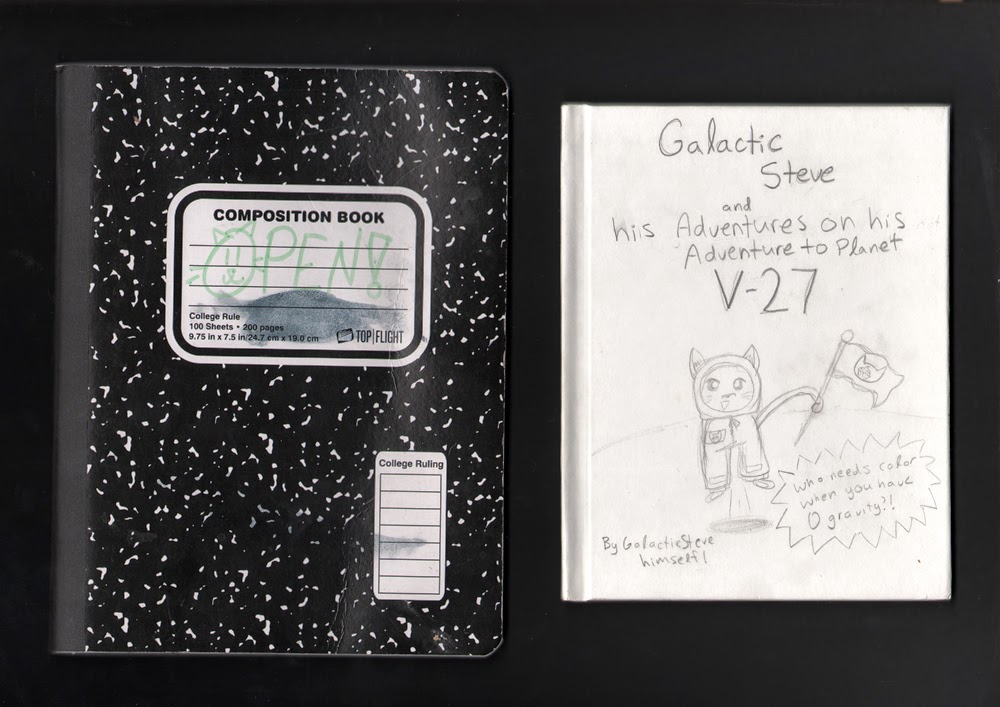 COMPOSITION BOOK
OPEN!
College Rule
100 Sheets • 200 pages
9.75 in x 7.5 in/24.7 cm x 19.0 cm
TOP|FLIGHT
College Ruling
Galactic
Steve
and
his Adventures on his
Adventure to Planet
V-27
who needs color
when you have
0 gravity?!
By Galactic Steve
himself!